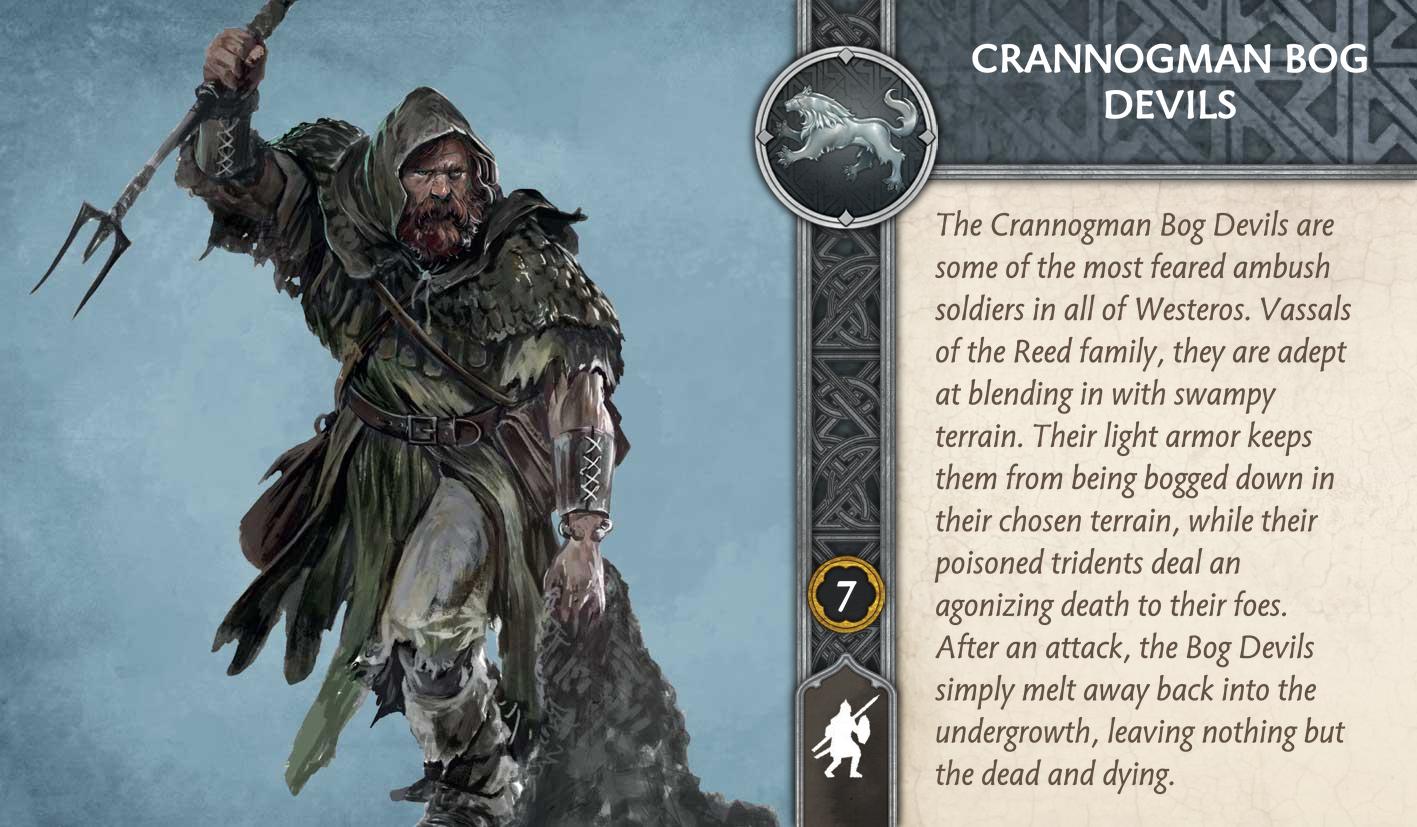 CRANNOGMAN BOG
DEVILS
The Crannogman Bog Devils are
some of the most feared ambush
soldiers in all of Westeros. Vassals
of the Reed family, they are adept
at blending in with swampy
terrain. Their light armor keeps
them from being bogged down in
their chosen terrain, while their
poisoned tridents deal an
agonizing death to their foes.
After an attack, the Bog Devils
simply melt away back into the
undergrowth, leaving nothing but
the dead and dying.
7